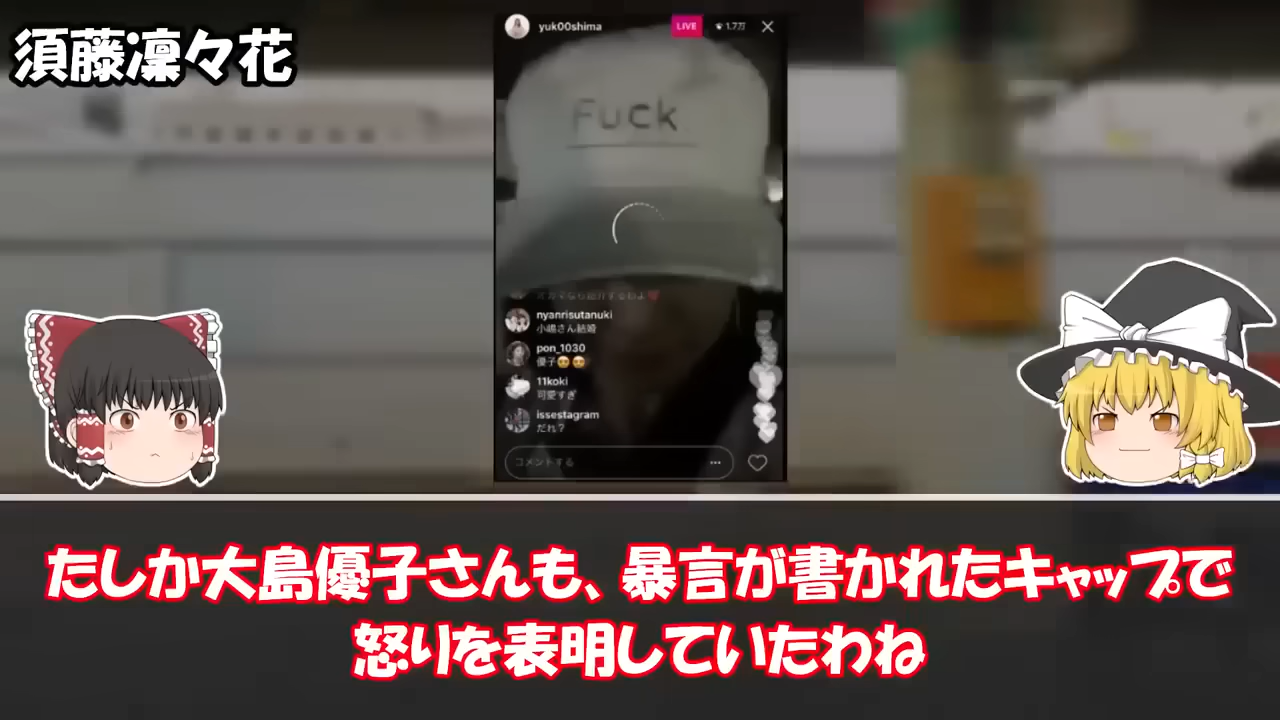 須藤凜々花
yuk00shima
LIVE
1.7万
Fuck
nyanrisutanuki
小嶋さん結婚
pon_1030
優子😎😎
11koki
可愛すぎ
issestagram
だれ？
コメントする
たしか大島優子さんも、暴言が書かれたキャップで
怒りを表明していたわね